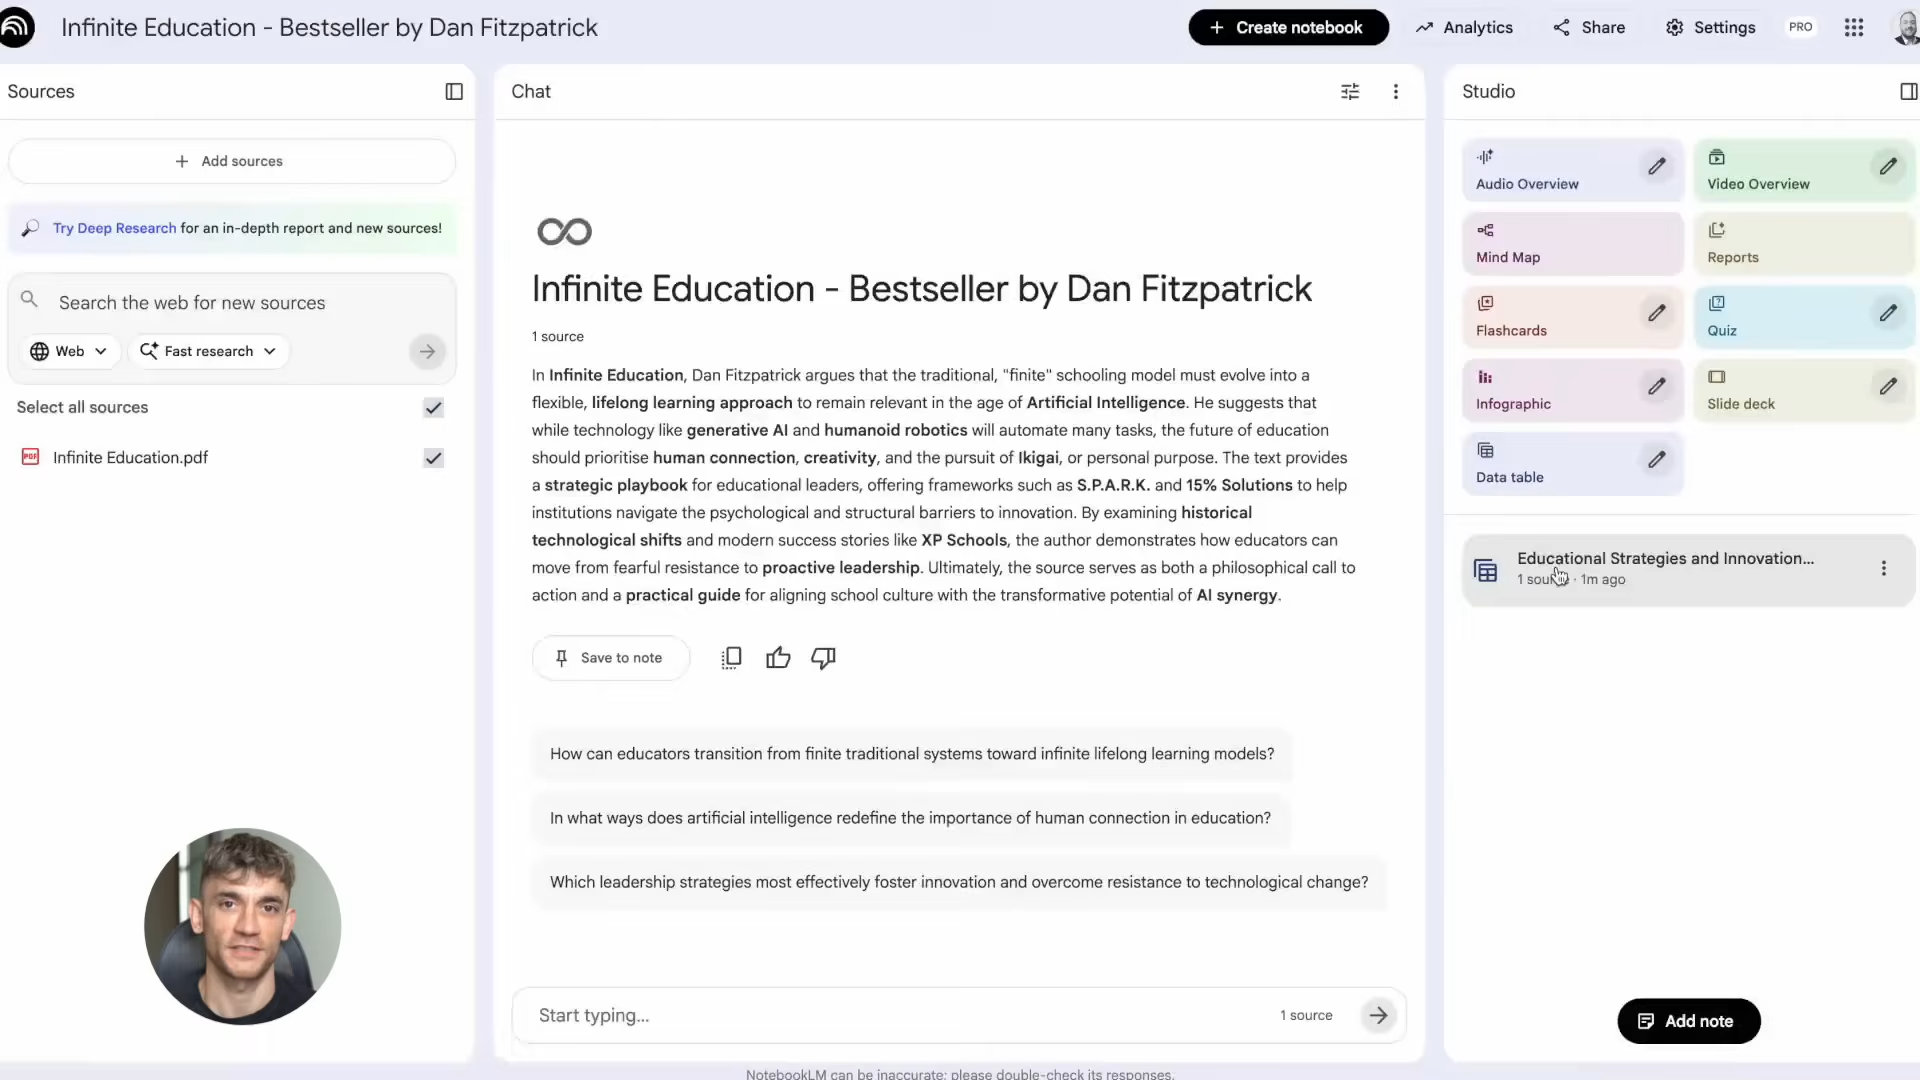 Infinite Education - Bestseller by Dan Fitzpatrick
Create notebook
Analytics
Share
Settings
PRO
Sources
Add sources
Try Deep Research for an in-depth report and new sources!
Search the web for new sources
Web
Fast research
Select all sources
PDF
Infinite Education.pdf
Chat
Infinite Education - Bestseller by Dan Fitzpatrick
1 source
In Infinite Education, Dan Fitzpatrick argues that the traditional, "finite" schooling model must evolve into a
flexible, lifelong learning approach to remain relevant in the age of Artificial Intelligence. He suggests that
while technology like generative AI and humanoid robotics will automate many tasks, the future of education
should prioritise human connection, creativity, and the pursuit of Ikigai, or personal purpose. The text provides
a strategic playbook for educational leaders, offering frameworks such as S.P.A.R.K. and 15% Solutions to help
institutions navigate the psychological and structural barriers to innovation. By examining historical
technological shifts and modern success stories like XP Schools, the author demonstrates how educators can
move from fearful resistance to proactive leadership. Ultimately, the source serves as both a philosophical call to
action and a practical guide for aligning school culture with the transformative potential of AI synergy.
Save to note
How can educators transition from finite traditional systems toward infinite lifelong learning models?
In what ways does artificial intelligence redefine the importance of human connection in education?
Which leadership strategies most effectively foster innovation and overcome resistance to technological change?
Start typing...
1 source
NotebookLM can be inaccurate; please double-check its responses.
Studio
Audio Overview
Video Overview
Mind Map
Reports
Flashcards
Quiz
Infographic
Slide deck
Data table
Educational Strategies and Innovation...
1 source · 1m ago
Add note